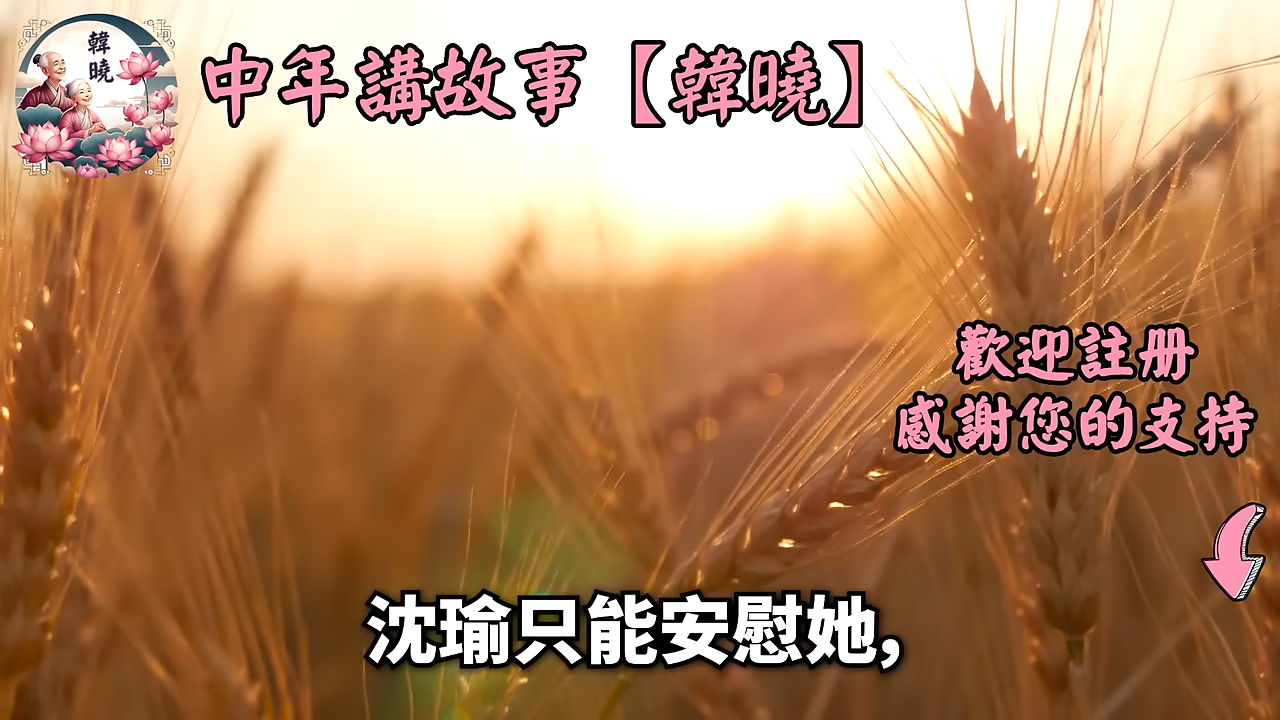 韓
曉
中年講故事【韓曉】
歡迎註册
感謝您的支持
沈瑜只能安慰她,